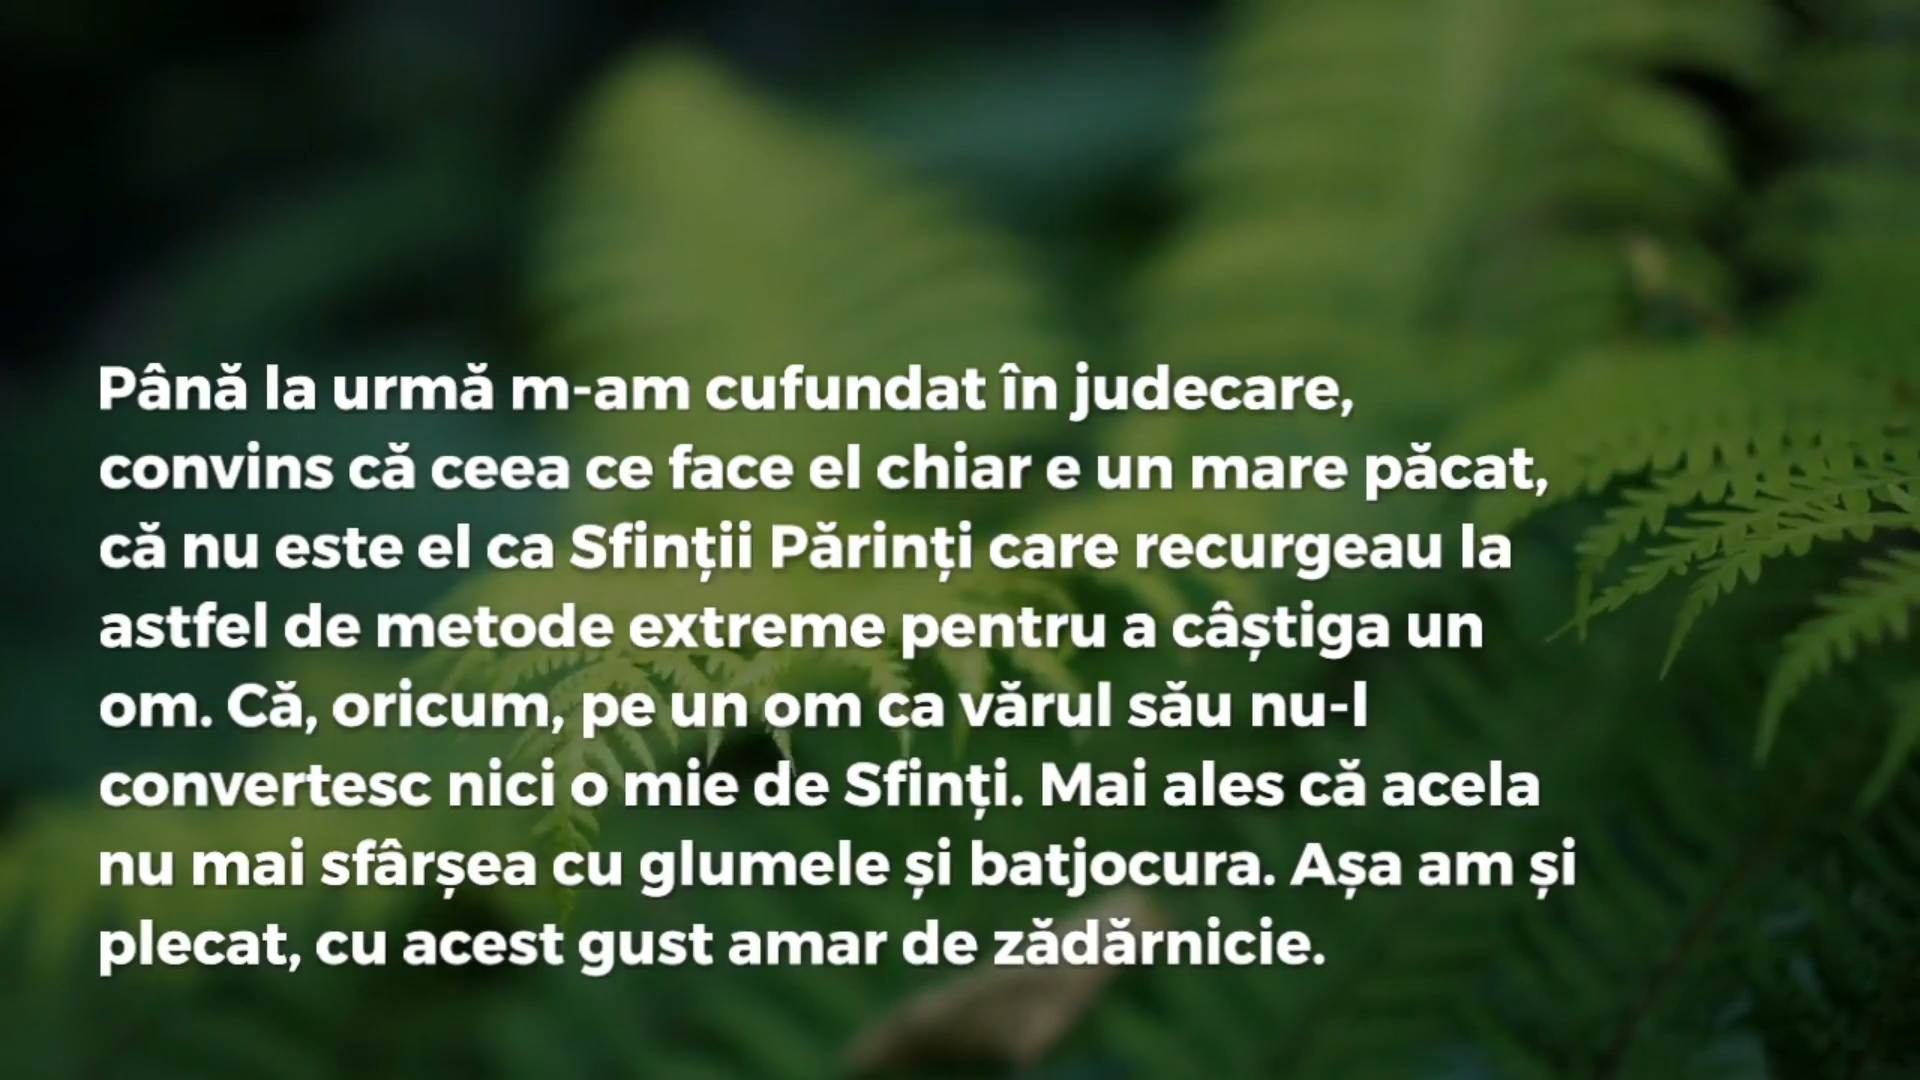 Până la urmă m-am cufundat în judecare,
convins că ceea ce face el chiar e un mare păcat,
că nu este el ca Sfinții Părinți care recurgeau la
astfel de metode extreme pentru a câștiga un
om. Că, oricum, pe un om ca vărul său nu-l
convertesc nici o mie de Sfinți. Mai ales că acela
nu mai sfârșea cu glumele și batjocura. Așa am și
plecat, cu acest gust amar de zădărnicie.